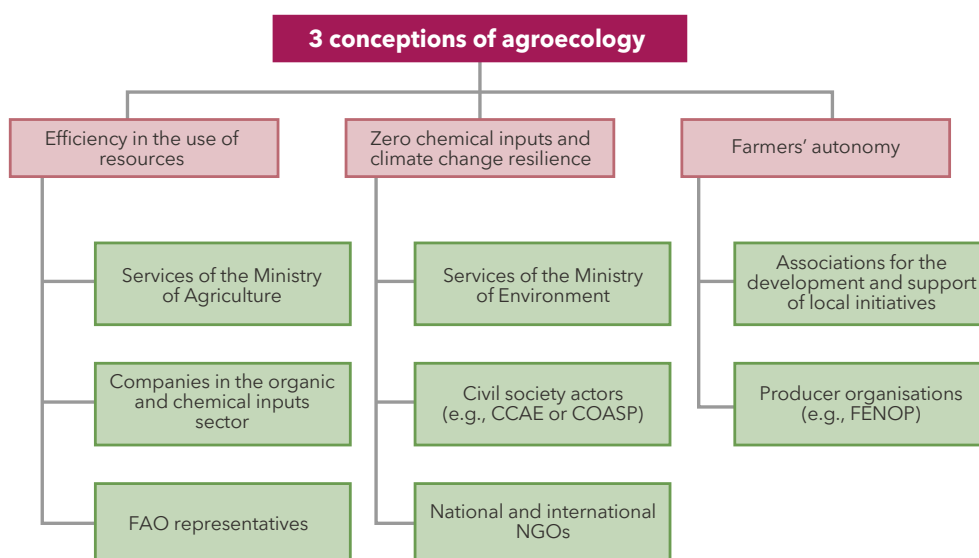 3 conceptions of agroecology
Efficiency in the use of
resources
Zero chemical inputs and
climate change resilience
Farmers’ autonomy
Services of the Ministry
of Agriculture
Services of the Ministry
of Environment
Associations for the
development and support
of local initiatives
Companies in the organic
and chemical inputs
sector
Civil society actors
(e.g., CCAE or COASP)
Producer organisations
(e.g., FENOP)
FAO representatives
National and international
NGOs